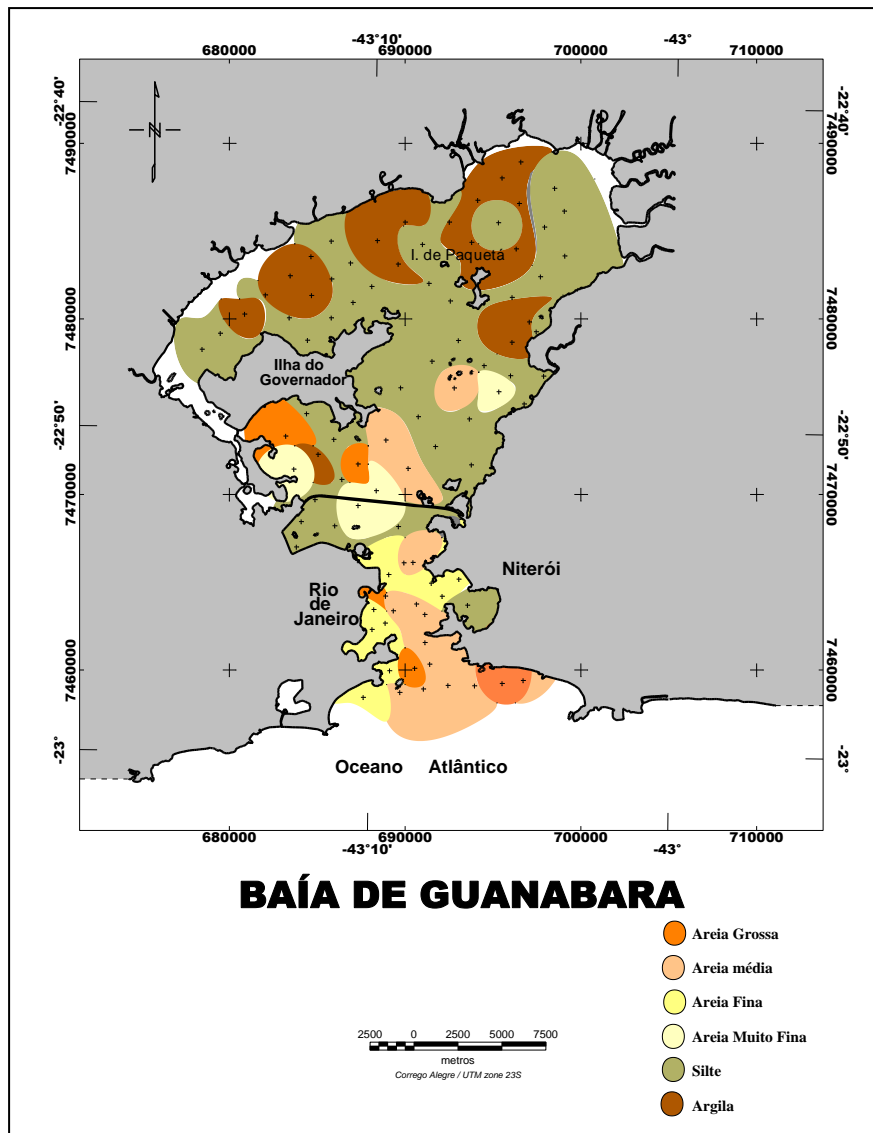 -43°10' -43°
680000 690000 700000 710000
-22°40' -22°40'
7490000 7490000
N
I. de Paquetá
7480000 7480000
Ilha do
Governador
-22°50' -22°50'
7470000 7470000
Niterói
Rio
de
Janeiro
7460000 7460000
-23° -23°
Oceano Atlântico
680000 690000 700000 710000
-43°10' -43°
BAÍA DE GUANABARA
Areia Grossa
Areia média
Areia Fina
Areia Muito Fina
Silte
Argila
2500 0 2500 5000 7500
metros
Corrego Alegre / UTM zone 23S